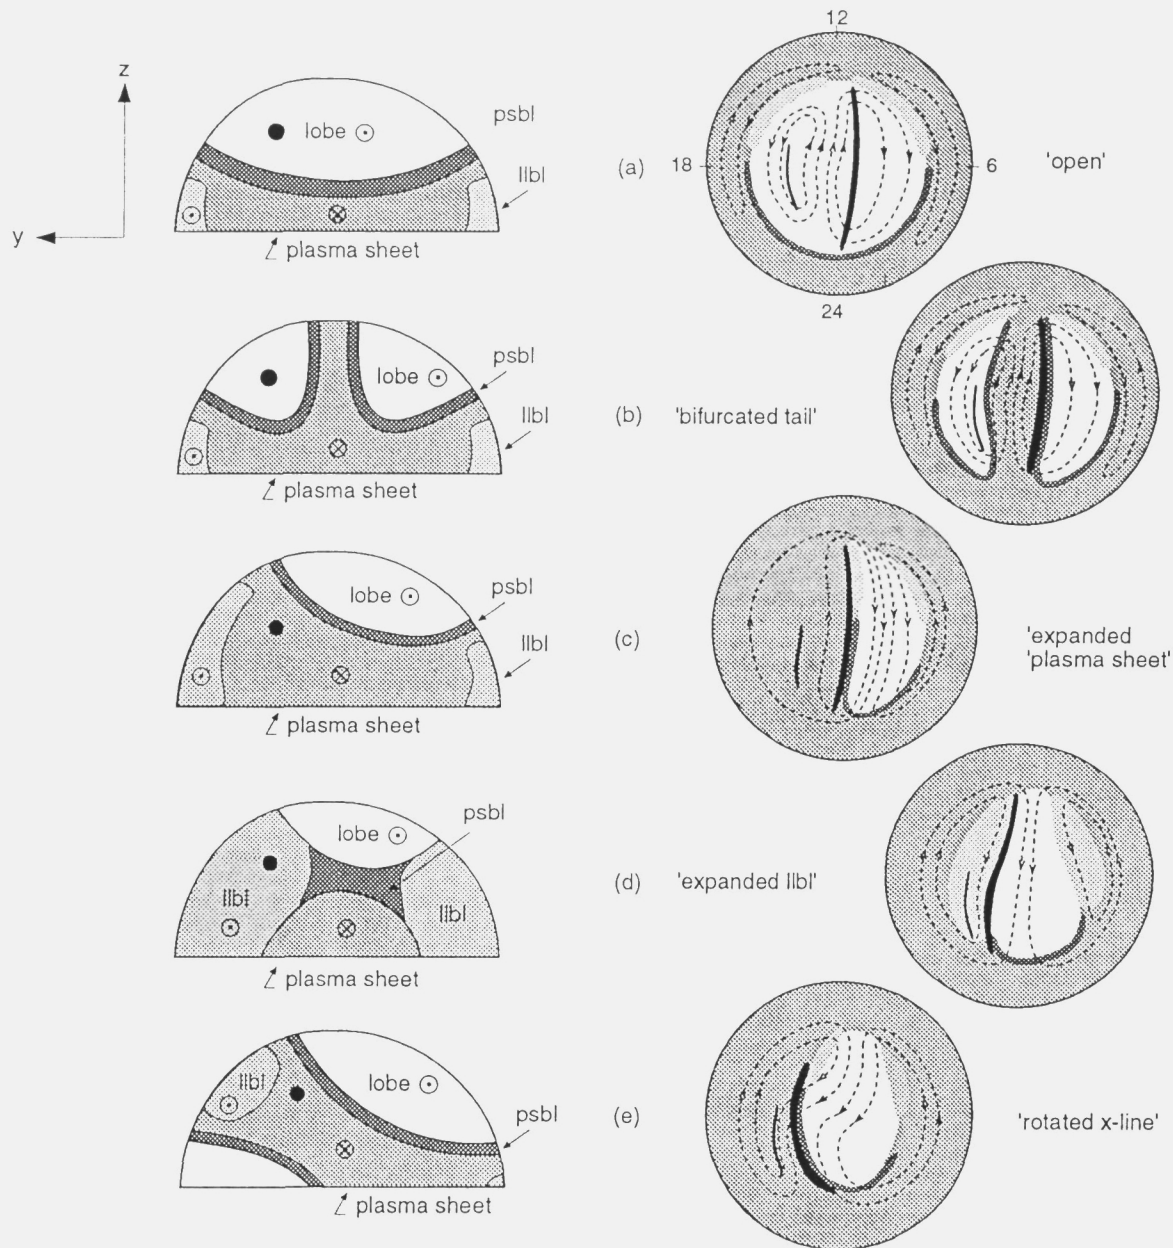 12
z
psbl
lobe
llbl
(a)
18
6
'open'
y
plasma sheet
24
psbl
lobe
llbl
(b)
'bifurcated tail'
plasma sheet
lobe
psbl
llbl
(c)
'expanded
'plasma sheet'
plasma sheet
psbl
lobe
llbl
llbl
(d)
'expanded llbl'
plasma sheet
llbl
lobe
psbl
(e)
'rotated x-line'
plasma sheet